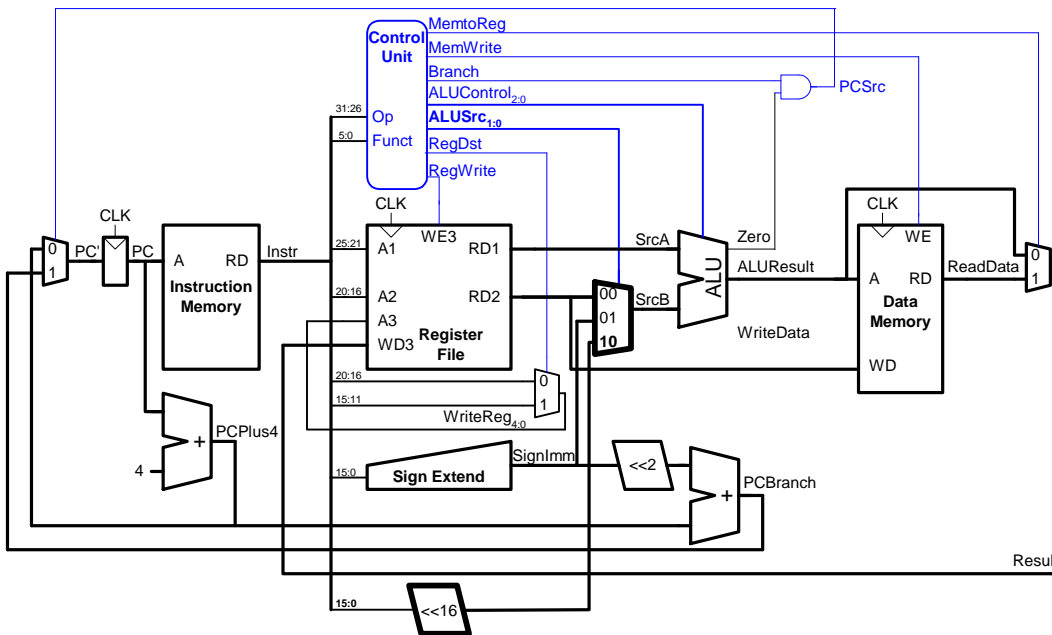 MemtoReg
Control
Unit
MemWrite
Branch
PCSrc
ALUControl2:0
31:26
Op
ALUSrc1:0
5:0
Funct
RegDst
RegWrite
CLK
CLK
CLK
0
1
PC'
PC
A
RD
Instruction
Memory
Instr
25:21
A1
WE3
RD1
SrcA
Zero
WE
0
1
20:16
A2
RD2
00
01
10
SrcB
ALU
ALUResult
A
RD
ReadData
Data
Memory
A3
WD3
Register
File
WriteData
WD
20:16
15:11
0
1
WriteReg4:0
PCPlus4
+
4
15:0
Sign Extend
SignImm
<<2
+
PCBranch
Resul
15:0
<<16